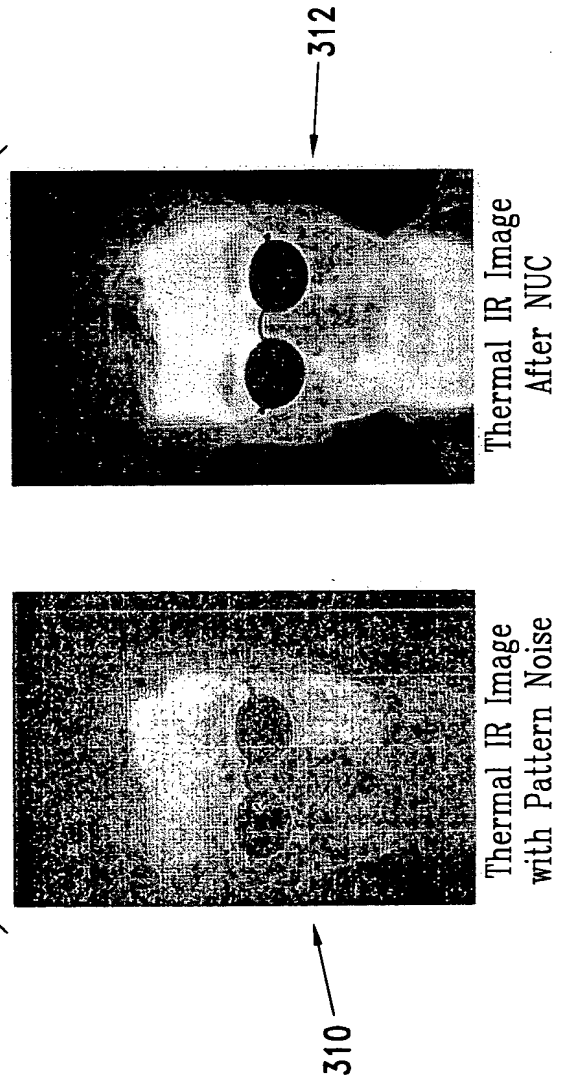 310
Thermal IR Image
with Pattern Noise
Thermal IR Image
After NUC
312